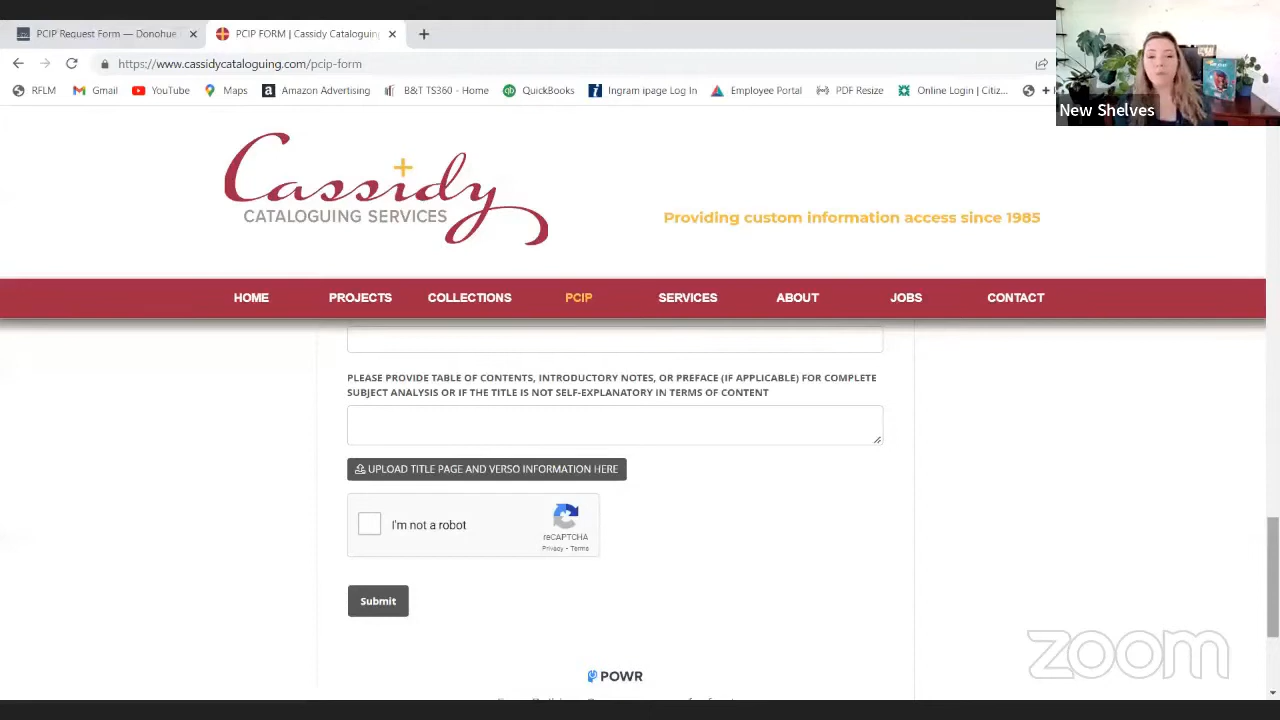 PCIP Request Form — Donohue
PCIP FORM | Cassidy Cataloguing
https://www.cassidycataloguing.com/pcip-form
RFLM
Gmail
YouTube
Maps
Amazon Advertising
B&T TS360 - Home
QuickBooks
Ingram ipage Log In
Employee Portal
PDF Resize
Online Login | Citiz...
New Shelves
Cassidy
CATALOGUING SERVICES
Providing custom information access since 1985
HOME
PROJECTS
COLLECTIONS
PCIP
SERVICES
ABOUT
JOBS
CONTACT
PLEASE PROVIDE TABLE OF CONTENTS, INTRODUCTORY NOTES, OR PREFACE (IF APPLICABLE) FOR COMPLETE
SUBJECT ANALYSIS OR IF THE TITLE IS NOT SELF-EXPLANATORY IN TERMS OF CONTENT
UPLOAD TITLE PAGE AND VERSO INFORMATION HERE
I'm not a robot
reCAPTCHA
Privacy - Terms
Submit
POWR
zoom